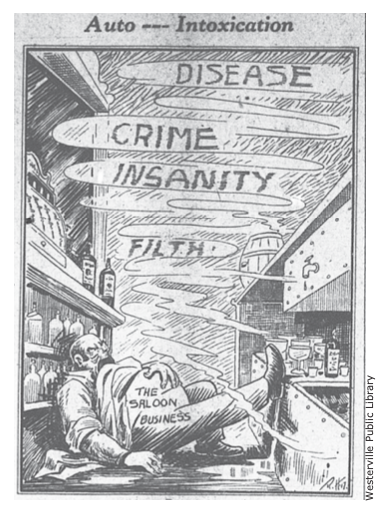 Auto --- Intoxication
DISEASE
CRIME
INSANITY
FILTH
THE
SALOON
BUSINESS
Westerville Public Library